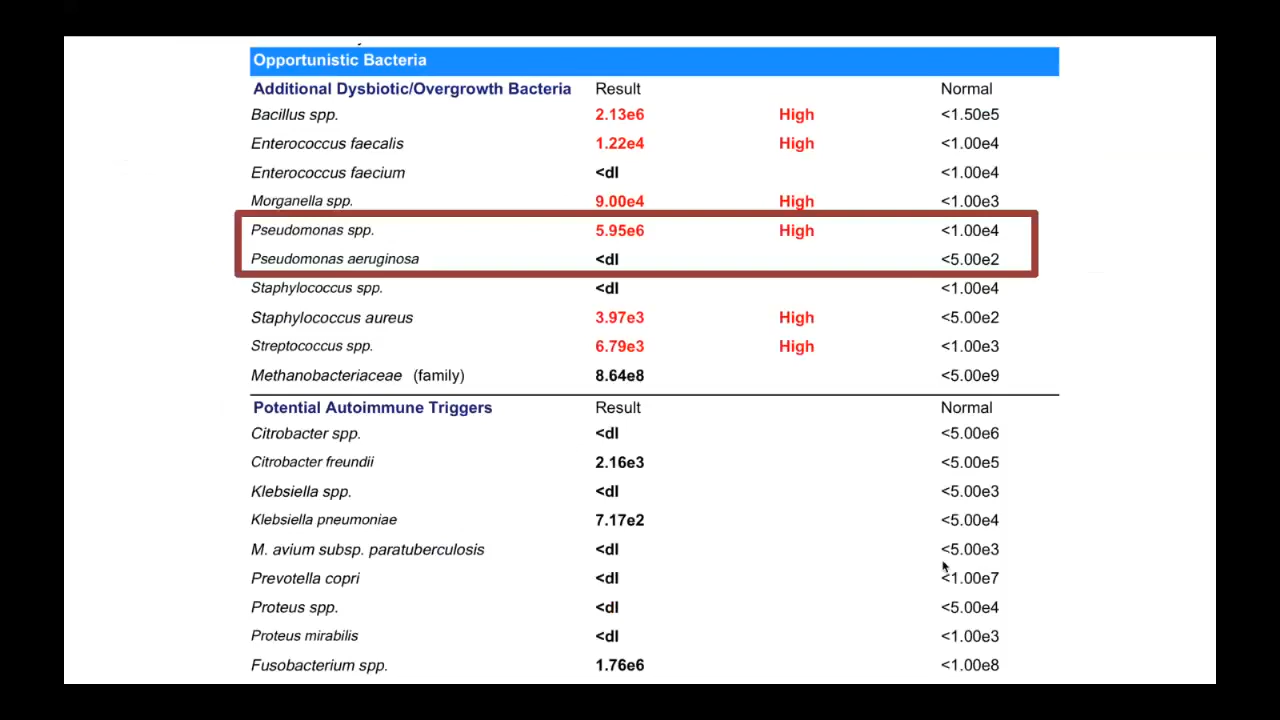 Opportunistic Bacteria
Additional Dysbiotic/Overgrowth Bacteria Result Normal
Bacillus spp. 2.13e6 High <1.50e5
Enterococcus faecalis 1.22e4 High <1.00e4
Enterococcus faecium <dl <1.00e4
Morganella spp. 9.00e4 High <1.00e3
Pseudomonas spp. 5.95e6 High <1.00e4
Pseudomonas aeruginosa <dl <5.00e2
Staphylococcus spp. <dl <1.00e4
Staphylococcus aureus 3.97e3 High <5.00e2
Streptococcus spp. 6.79e3 High <1.00e3
Methanobacteriaceae (family) 8.64e8 <5.00e9
Potential Autoimmune Triggers Result Normal
Citrobacter spp. <dl <5.00e6
Citrobacter freundii 2.16e3 <5.00e5
Klebsiella spp. <dl <5.00e3
Klebsiella pneumoniae 7.17e2 <5.00e4
M. avium subsp. paratuberculosis <dl <5.00e3
Prevotella copri <dl <1.00e7
Proteus spp. <dl <5.00e4
Proteus mirabilis <dl <1.00e3
Fusobacterium spp. 1.76e6 <1.00e8